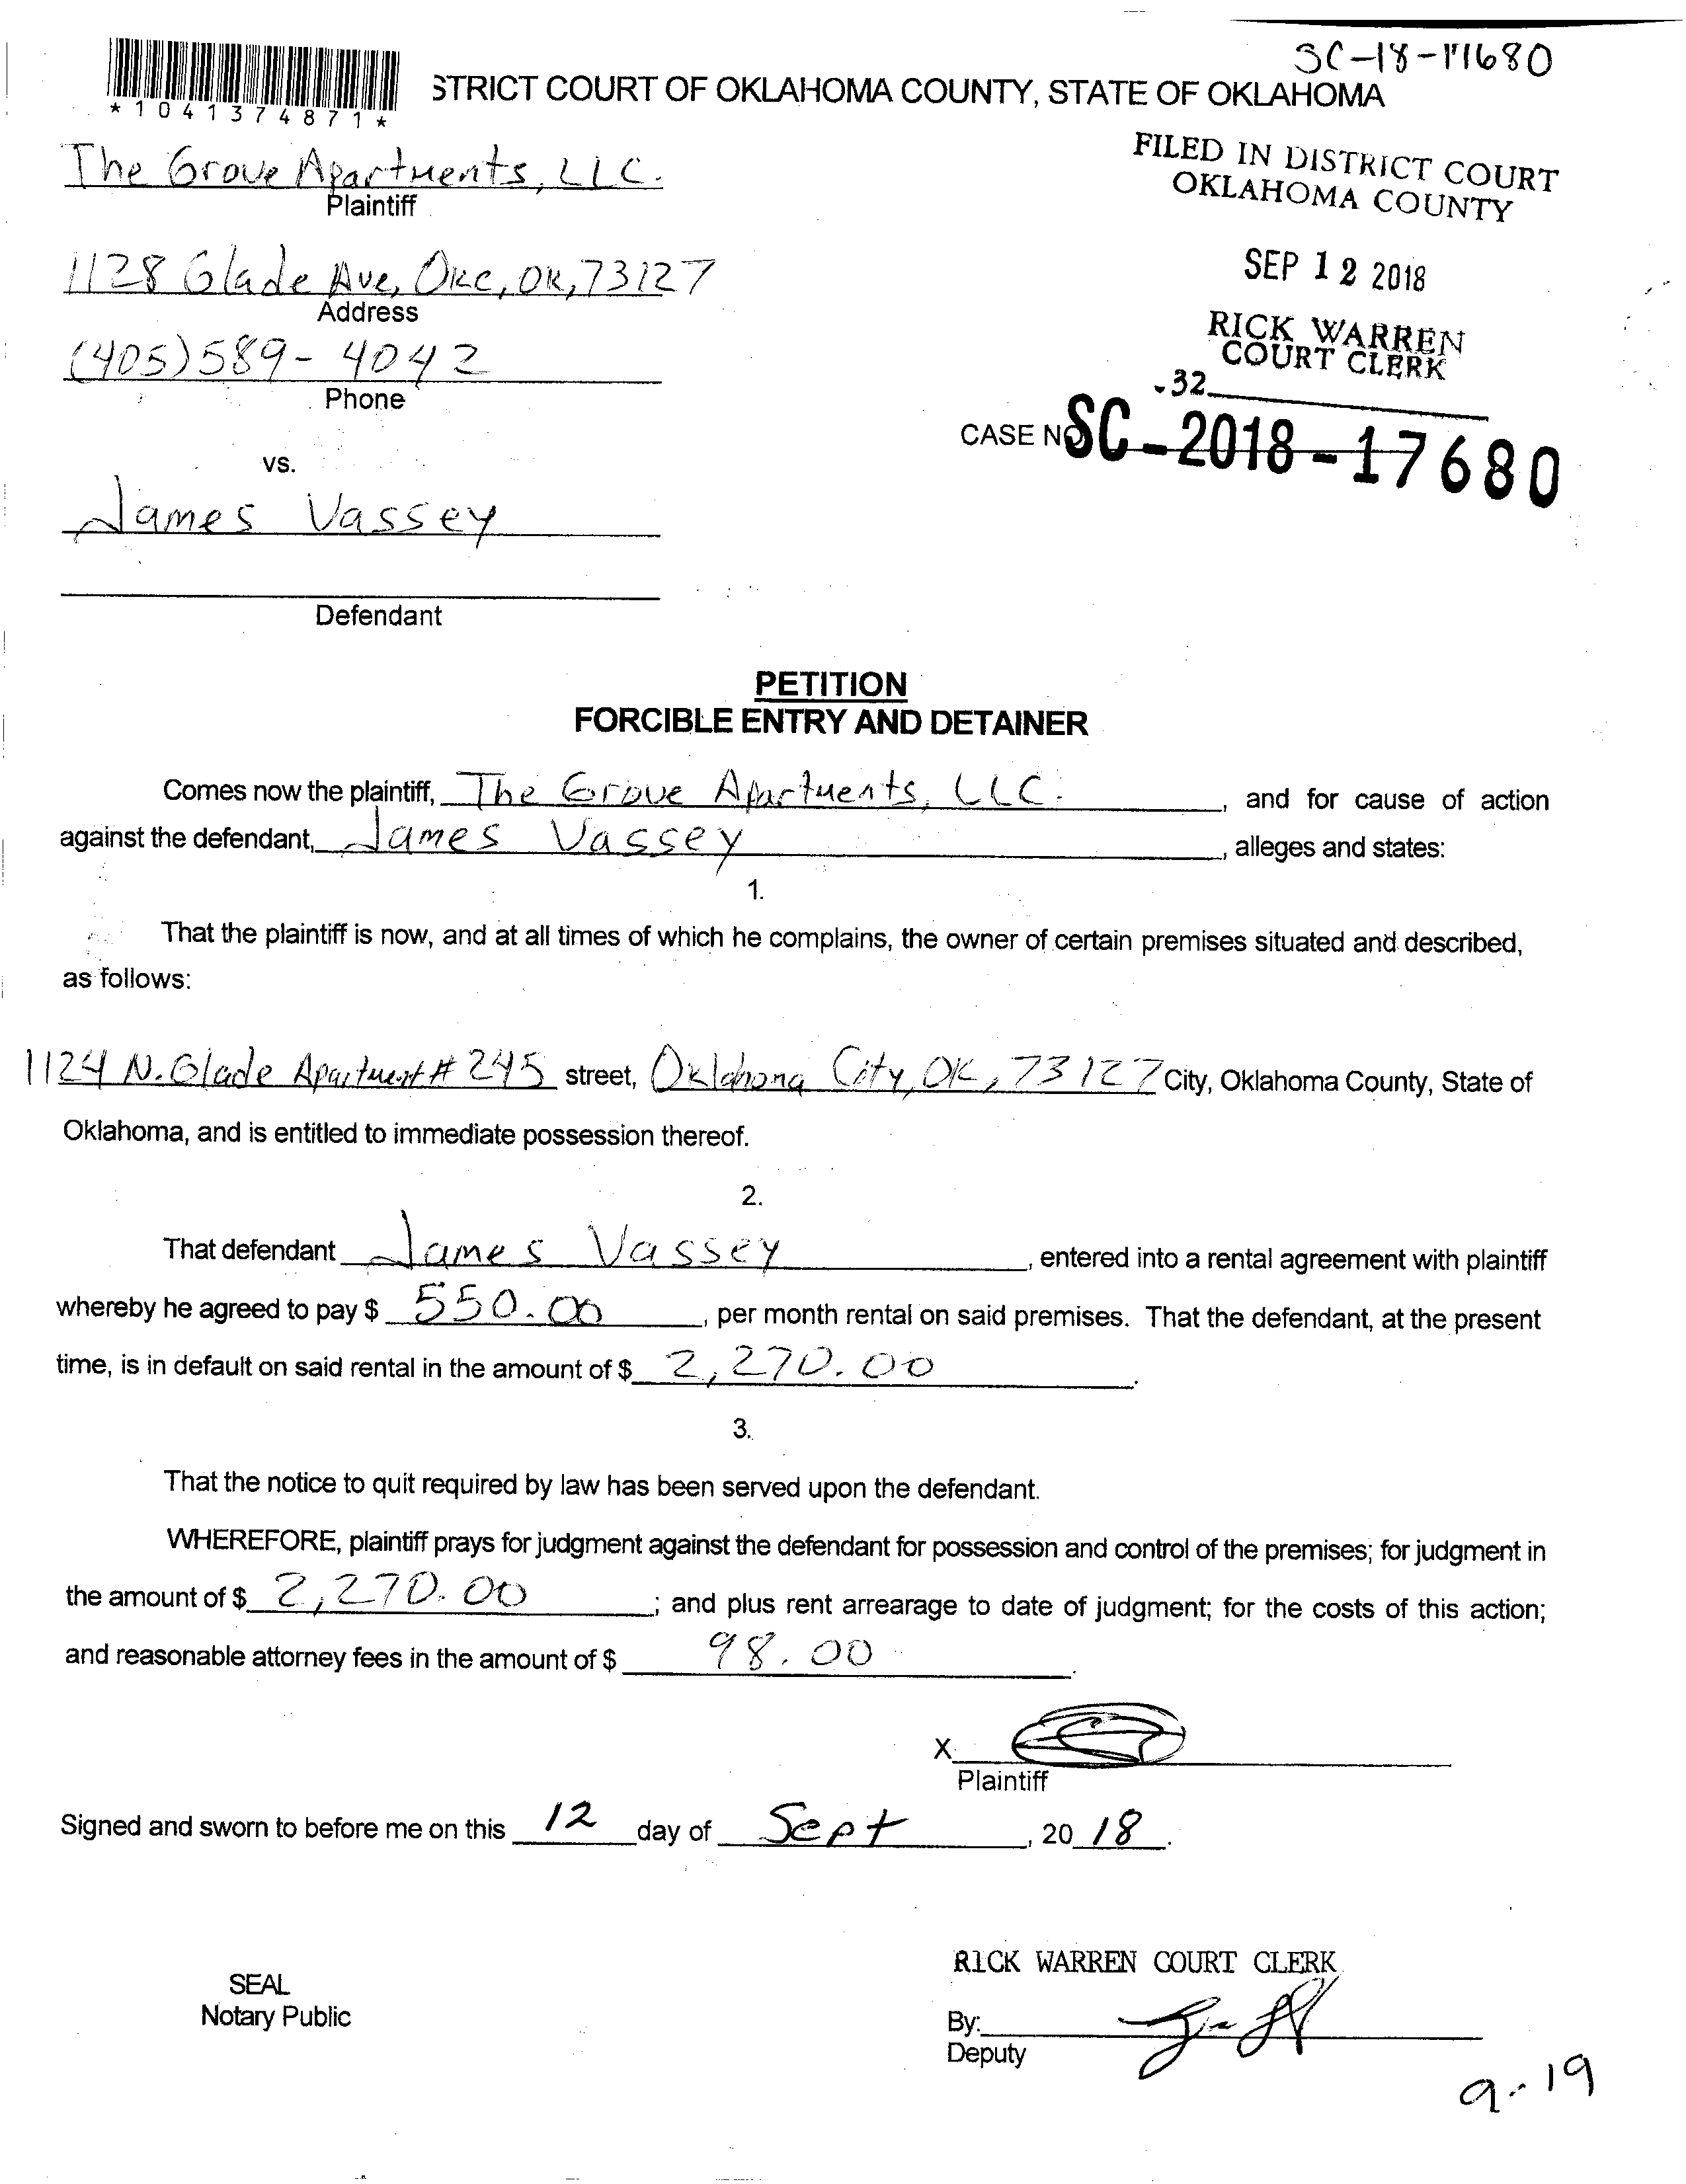 SC-18-17680
*1041374871*
STRICT COURT OF OKLAHOMA COUNTY, STATE OF OKLAHOMA
The Grove Apartments, LLC.
Plaintiff
FILED IN DISTRICT COURT
OKLAHOMA COUNTY
1128 Glade Ave, OKC, OK, 73127
Address
SEP 12 2018
(405) 589-4042
Phone
RICK WARREN
COURT CLERK
-32
CASE NO SC-2018-17680
vs.
James Vassey
Defendant
PETITION
FORCIBLE ENTRY AND DETAINER
Comes now the plaintiff, The Grove Apartments, LLC. , and for cause of action
against the defendant, James Vassey , alleges and states:
1.
That the plaintiff is now, and at all times of which he complains, the owner of certain premises situated and described,
as follows:
1124 N. Glade Apartment # 245 street, Oklahoma City, OK, 73127 City, Oklahoma County, State of
Oklahoma, and is entitled to immediate possession thereof.
2.
That defendant James Vassey , entered into a rental agreement with plaintiff
whereby he agreed to pay $ 550.00 , per month rental on said premises. That the defendant, at the present
time, is in default on said rental in the amount of $ 2,270.00 .
3.
That the notice to quit required by law has been served upon the defendant.
WHEREFORE, plaintiff prays for judgment against the defendant for possession and control of the premises; for judgment in
the amount of $ 2,270.00 ; and plus rent arrearage to date of judgment; for the costs of this action;
and reasonable attorney fees in the amount of $ 98.00 .
X
Plaintiff
Signed and sworn to before me on this 12 day of Sept , 20 18 .
RICK WARREN COURT CLERK
SEAL
Notary Public
By:
Deputy
9-19